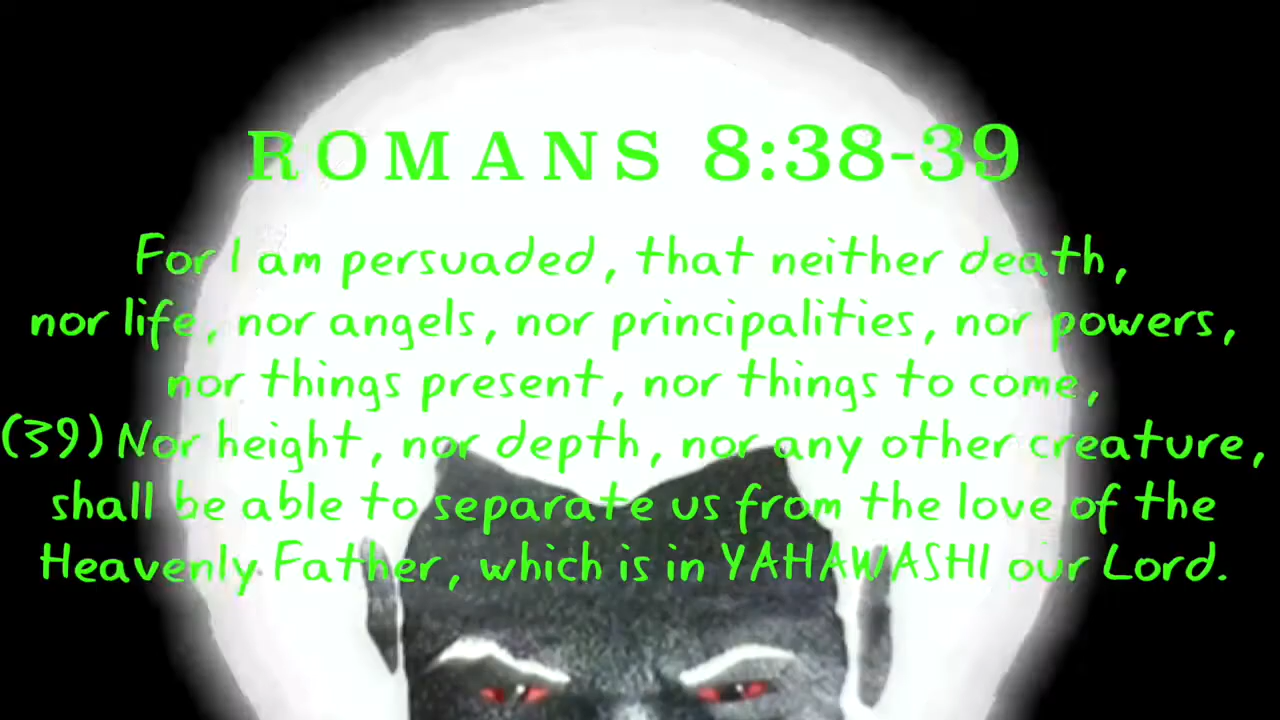 ROMANS 8:38-39
For I am persuaded, that neither death,
nor life, nor angels, nor principalities, nor powers,
nor things present, nor things to come,
(39) Nor height, nor depth, nor any other creature,
shall be able to separate us from the love of the
Heavenly Father, which is in YAHAWASHI our Lord.